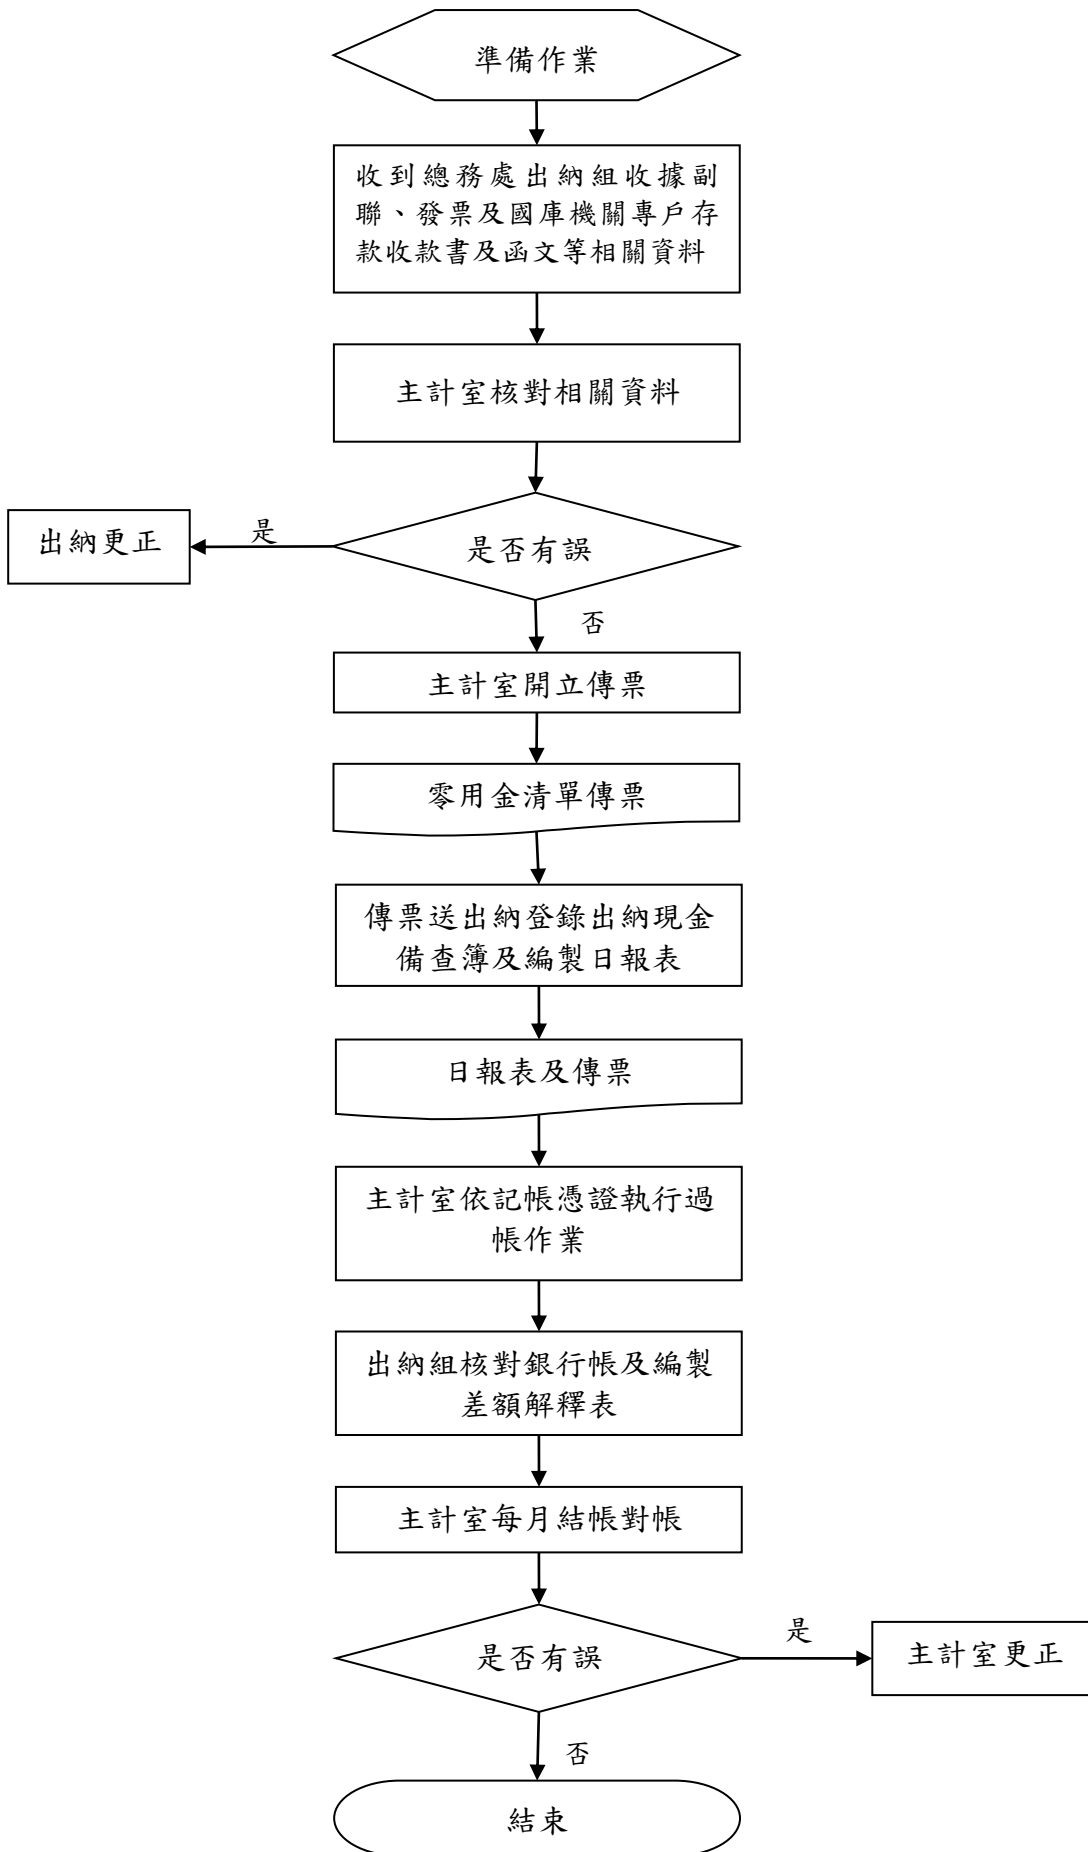 準備作業
收到總務處出納組收據副
聯、發票及國庫機關專戶存
款收款書及函文等相關資料
主計室核對相關資料
是否有誤
是
出納更正
否
主計室開立傳票
零用金清單傳票
傳票送出納登錄出納現金
備查簿及編製日報表
日報表及傳票
主計室依記帳憑證執行過
帳作業
出納組核對銀行帳及編製
差額解釋表
主計室每月結帳對帳
是否有誤
是
主計室更正
否
結束